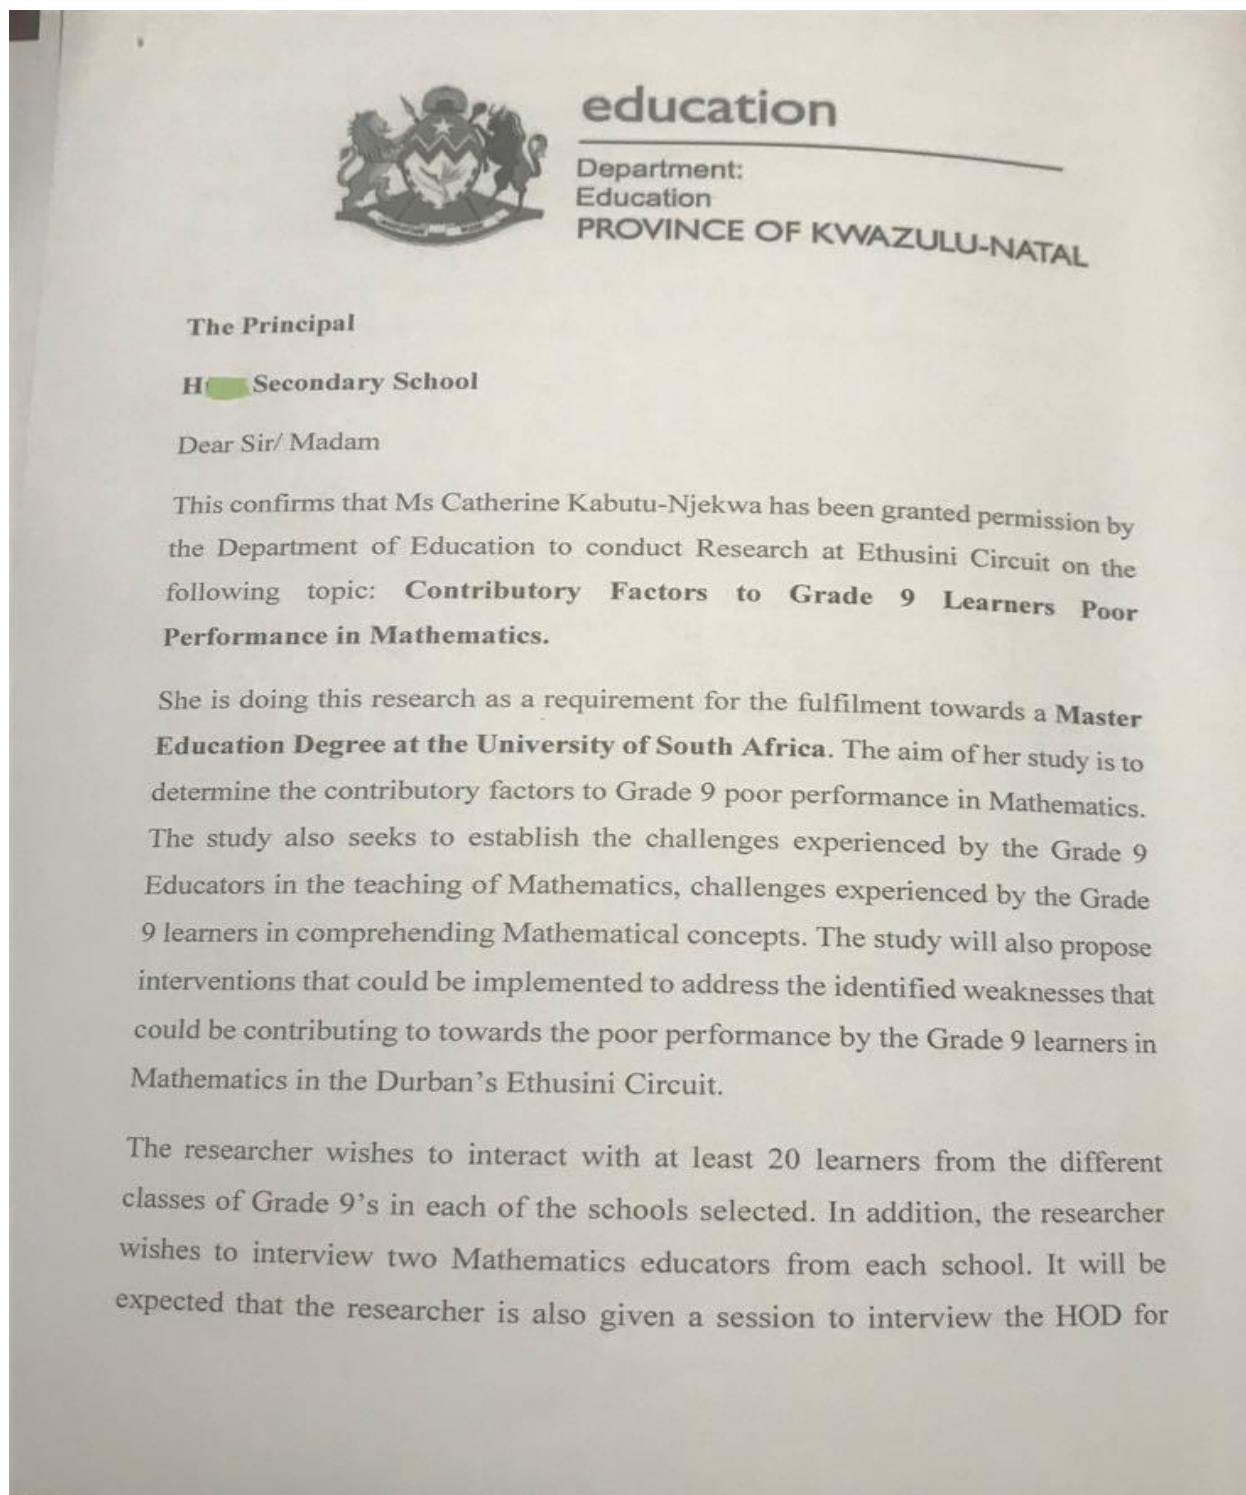 education
Department:
Education
PROVINCE OF KWAZULU-NATAL
The Principal
H Secondary School
Dear Sir/ Madam
This confirms that Ms Catherine Kabutu-Njekwa has been granted permission by
the Department of Education to conduct Research at Ethusini Circuit on the
following topic: Contributory Factors to Grade 9 Learners Poor
Performance in Mathematics.
She is doing this research as a requirement for the fulfilment towards a Master
Education Degree at the University of South Africa. The aim of her study is to
determine the contributory factors to Grade 9 poor performance in Mathematics.
The study also seeks to establish the challenges experienced by the Grade 9
Educators in the teaching of Mathematics, challenges experienced by the Grade
9 learners in comprehending Mathematical concepts. The study will also propose
interventions that could be implemented to address the identified weaknesses that
could be contributing to towards the poor performance by the Grade 9 learners in
Mathematics in the Durban's Ethusini Circuit.
The researcher wishes to interact with at least 20 learners from the different
classes of Grade 9's in each of the schools selected. In addition, the researcher
wishes to interview two Mathematics educators from each school. It will be
expected that the researcher is also given a session to interview the HOD for